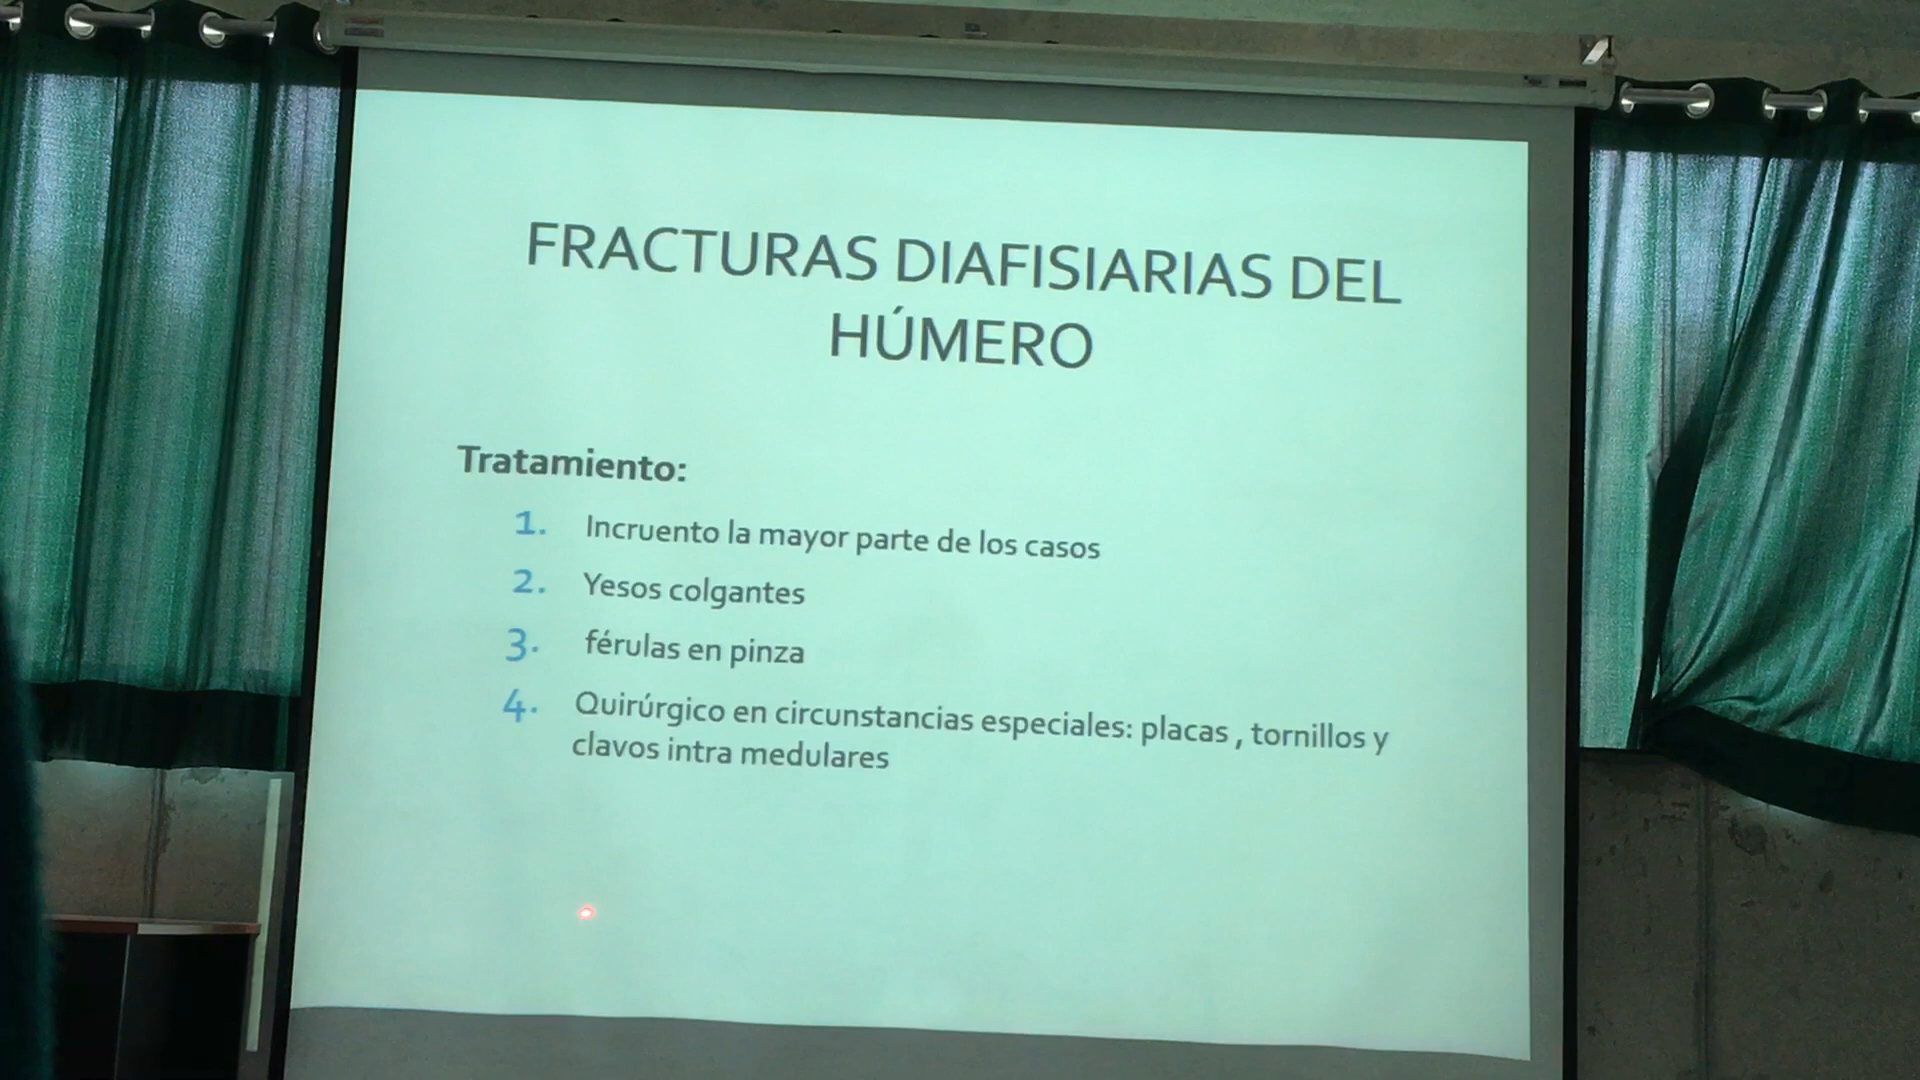 FRACTURAS DIAFISIARIAS DEL
HÚMERO
Tratamiento:
1. Incruento la mayor parte de los casos
2. Yesos colgantes
3. férulas en pinza
4. Quirúrgico en circunstancias especiales: placas , tornillos y
clavos intra medulares